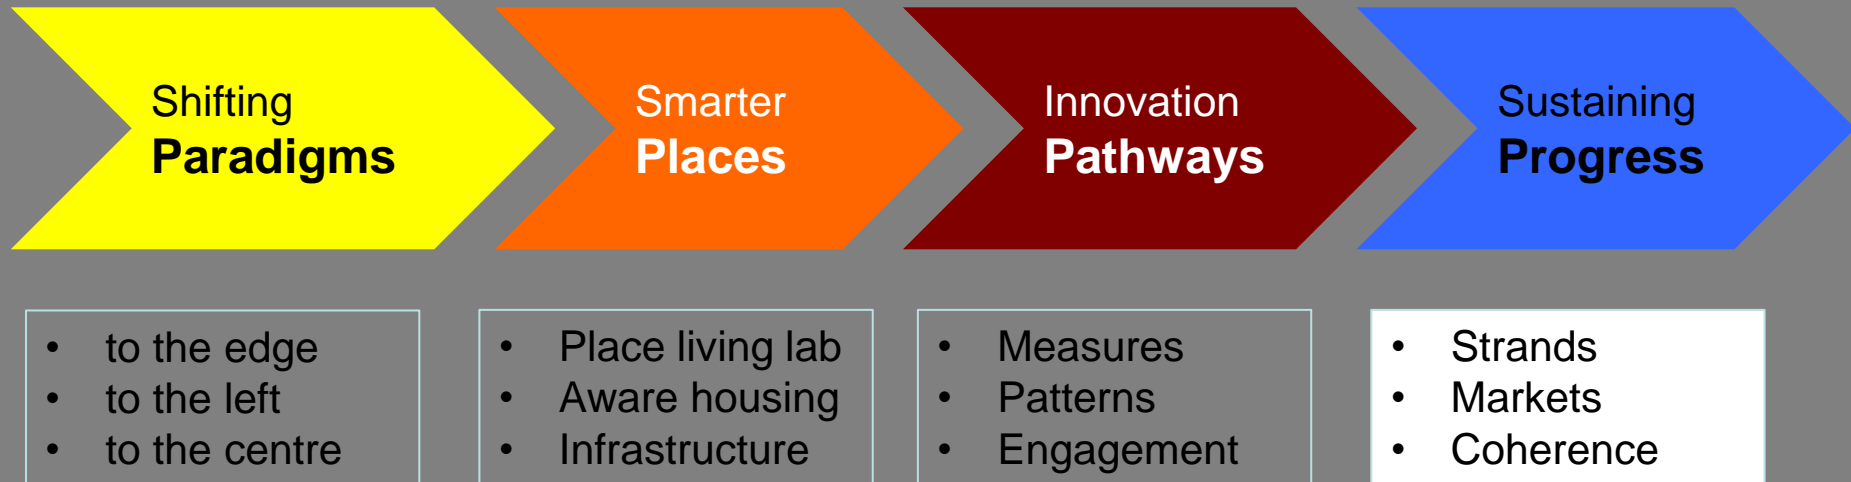 Shifting
Paradigms
Smarter
Places
Innovation
Pathways
Sustaining
Progress
• to the edge
• to the left
• to the centre
• Place living lab
• Aware housing
• Infrastructure
• Measures
• Patterns
• Engagement
• Strands
• Markets
• Coherence